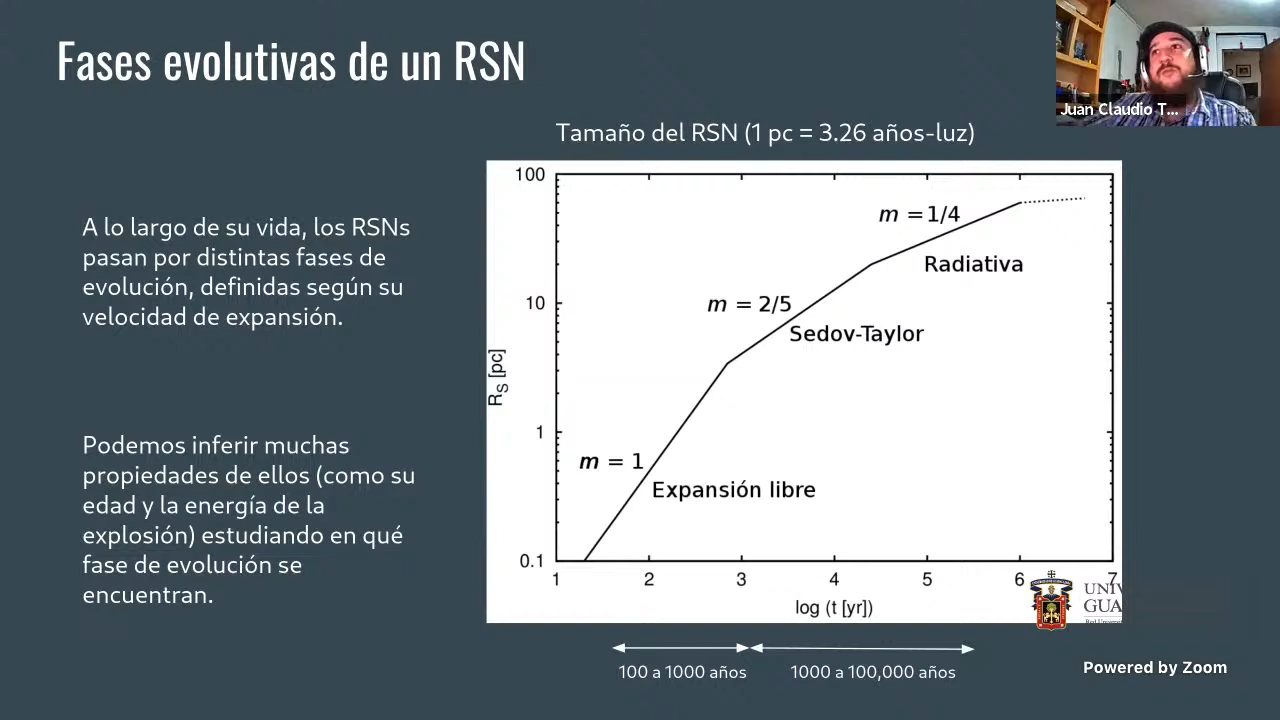 Fases evolutivas de un RSN
Juan Claudio T...
Tamaño del RSN (1 pc = 3.26 años-luz)
A lo largo de su vida, los RSNs
pasan por distintas fases de
evolución, definidas según su
velocidad de expansión.
Podemos inferir muchas
propiedades de ellos (como su
edad y la energía de la
explosión) estudiando en qué
fase de evolución se
encuentran.
100
10
1
0.1
R_S [pc]
m = 1/4
Radiativa
m = 2/5
Sedov-Taylor
m = 1
Expansión libre
1 2 3 4 5 6 7
log (t [yr])
UNIV
GUA
100 a 1000 años
1000 a 100,000 años
Powered by Zoom